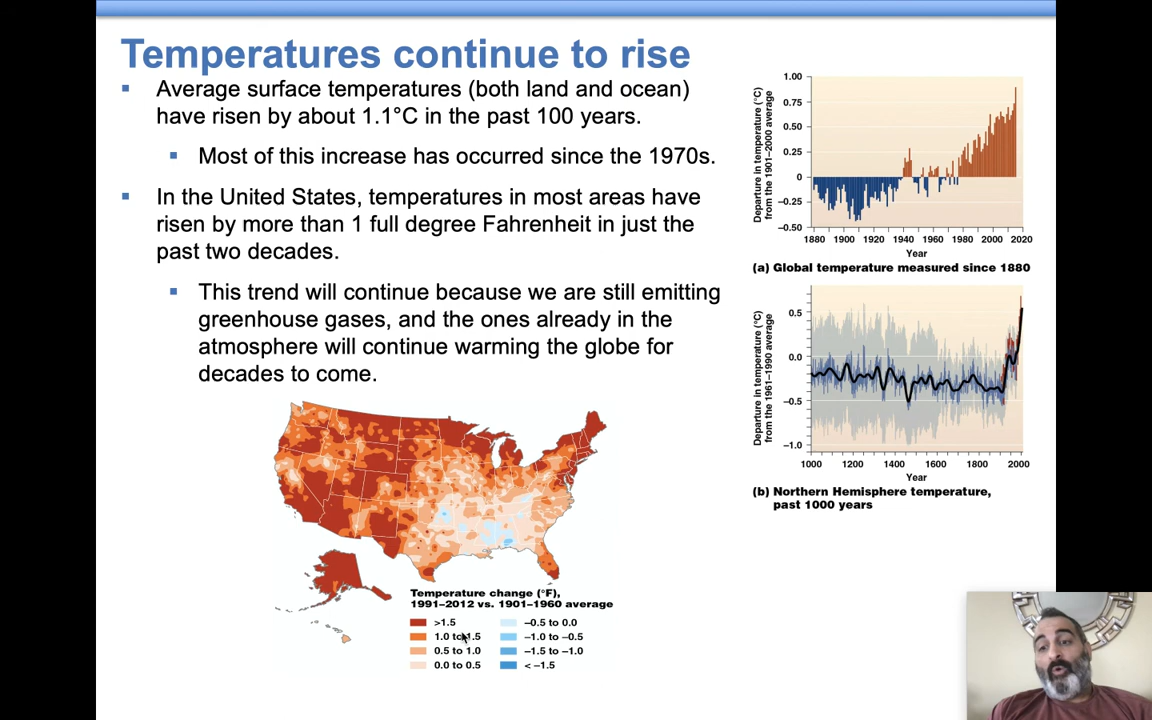 Temperatures continue to rise
Average surface temperatures (both land and ocean)
have risen by about 1.1°C in the past 100 years.
Most of this increase has occurred since the 1970s.
In the United States, temperatures in most areas have
risen by more than 1 full degree Fahrenheit in just the
past two decades.
This trend will continue because we are still emitting
greenhouse gases, and the ones already in the
atmosphere will continue warming the globe for
decades to come.
Temperature change (°F),
1991–2012 vs. 1901–1960 average
>1.5
1.0 to 1.5
0.5 to 1.0
0.0 to 0.5
–0.5 to 0.0
–1.0 to –0.5
–1.5 to –1.0
< –1.5
Departure in temperature (°C)
from the 1901–2000 average
1.00
0.75
0.50
0.25
0
–0.25
–0.50
1880 1900 1920 1940 1960 1980 2000 2020
Year
(a) Global temperature measured since 1880
Departure in temperature (°C)
from the 1961–1990 average
0.5
0.0
–0.5
–1.0
1000 1200 1400 1600 1800 2000
Year
(b) Northern Hemisphere temperature,
past 1000 years